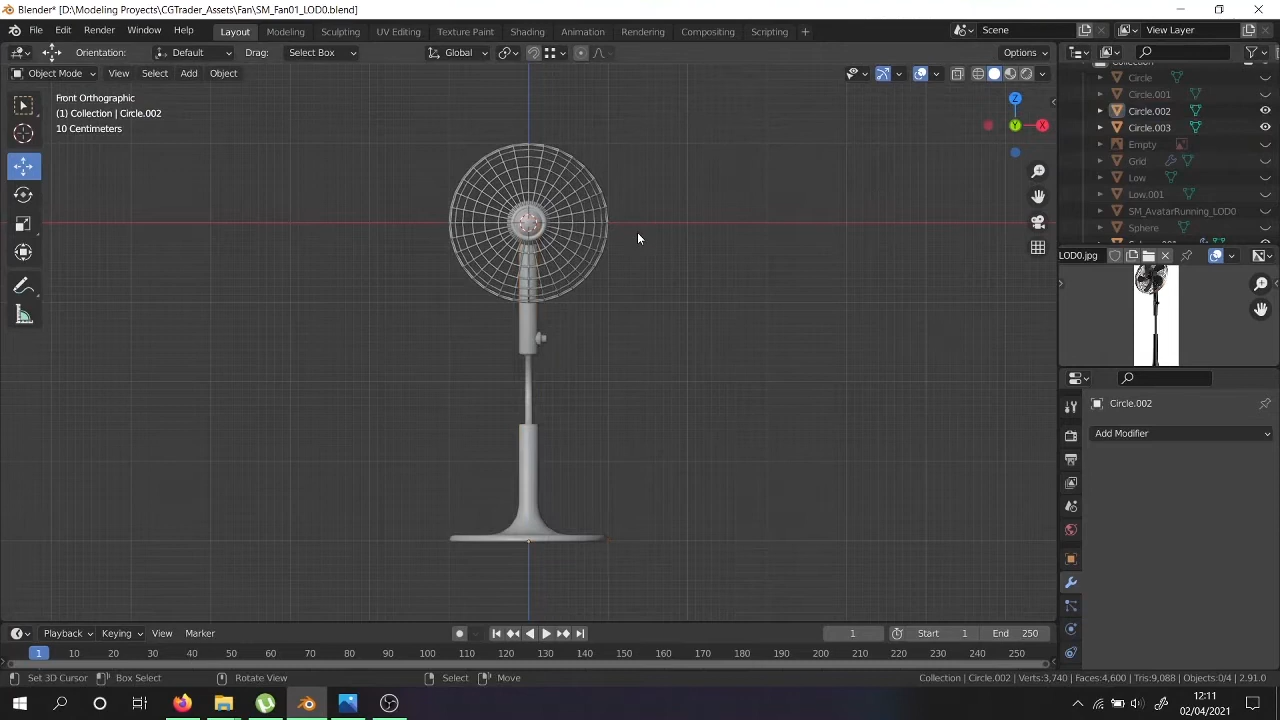 Blender* [D:\Modeling Projects\CGTrader_Assets\Fan\SM_Fan01_LOD0.blend]
File Edit Render Window Help Layout Modeling Sculpting UV Editing Texture Paint Shading Animation Rendering Compositing Scripting + Scene View Layer
Orientation: Default Drag: Select Box Global Options
Object Mode View Select Add Object
Front Orthographic
(1) Collection | Circle.002
10 Centimeters
Z
Y
X
Circle
Circle.001
Circle.002
Circle.003
Empty
Grid
Low
Low.001
SM_AvatarRunning_LOD0
Sphere
LOD0.jpg
Circle.002
Add Modifier
Playback Keying View Marker 1 Start 1 End 250
1 10 20 30 40 50 60 70 80 90 100 110 120 130 140 150 160 170 180 190 200 210 220 230 240 250
Set 3D Cursor Box Select Rotate View Select Move Collection | Circle.002 | Verts:3,740 | Faces:4,600 | Tris:9,088 | Objects:0/4 | 2.91.0
12:11
02/04/2021